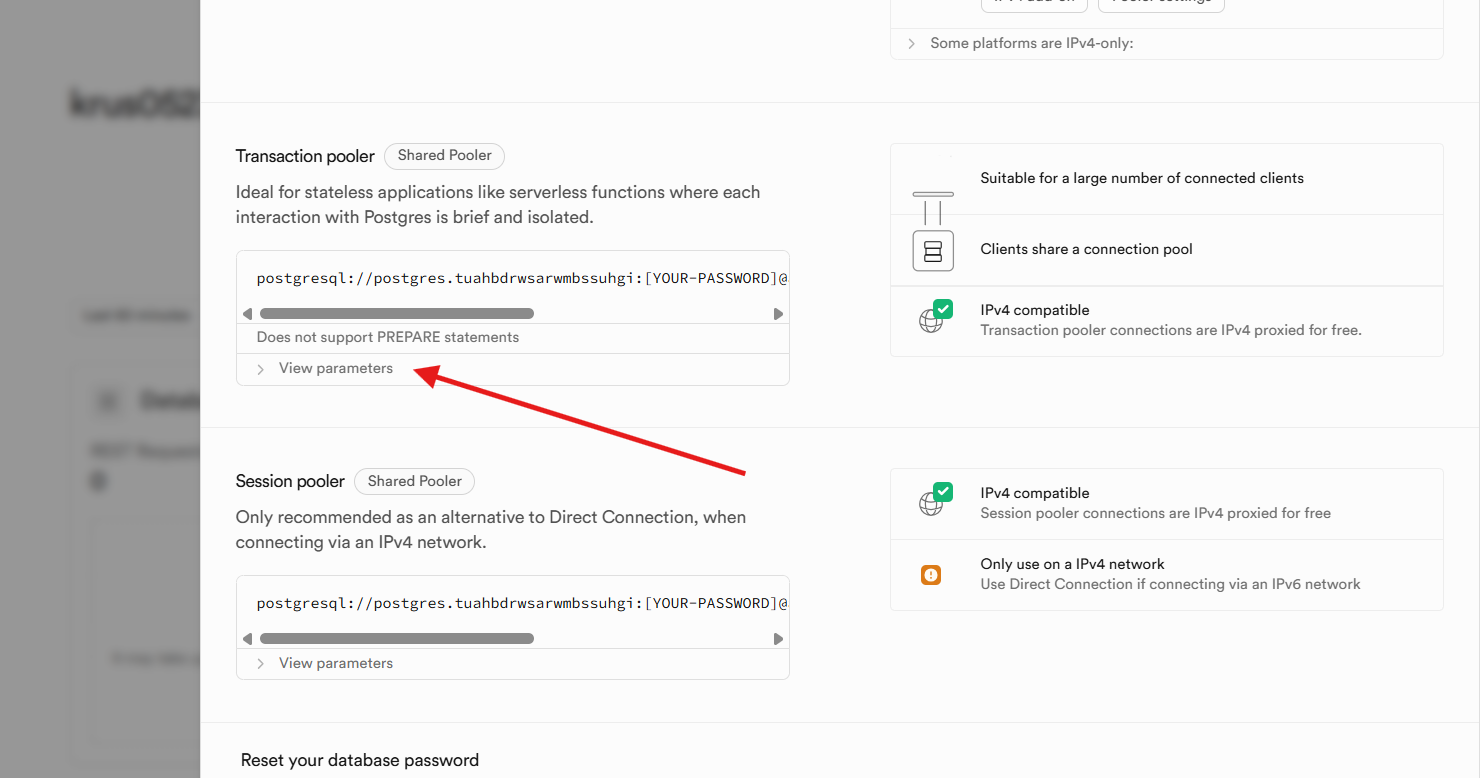 Some platforms are IPv4-only:
krus052
Transaction pooler
Shared Pooler
Ideal for stateless applications like serverless functions where each
interaction with Postgres is brief and isolated.
postgresql://postgres.tuahbdrwsarwmbssuhgi:[YOUR-PASSWORD]@
Does not support PREPARE statements
View parameters
Suitable for a large number of connected clients
Clients share a connection pool
IPv4 compatible
Transaction pooler connections are IPv4 proxied for free.
Last 60 minutes
Session pooler
Shared Pooler
Only recommended as an alternative to Direct Connection, when
connecting via an IPv4 network.
postgresql://postgres.tuahbdrwsarwmbssuhgi:[YOUR-PASSWORD]@
View parameters
IPv4 compatible
Session pooler connections are IPv4 proxied for free
Only use on a IPv4 network
Use Direct Connection if connecting via an IPv6 network
Reset your database password